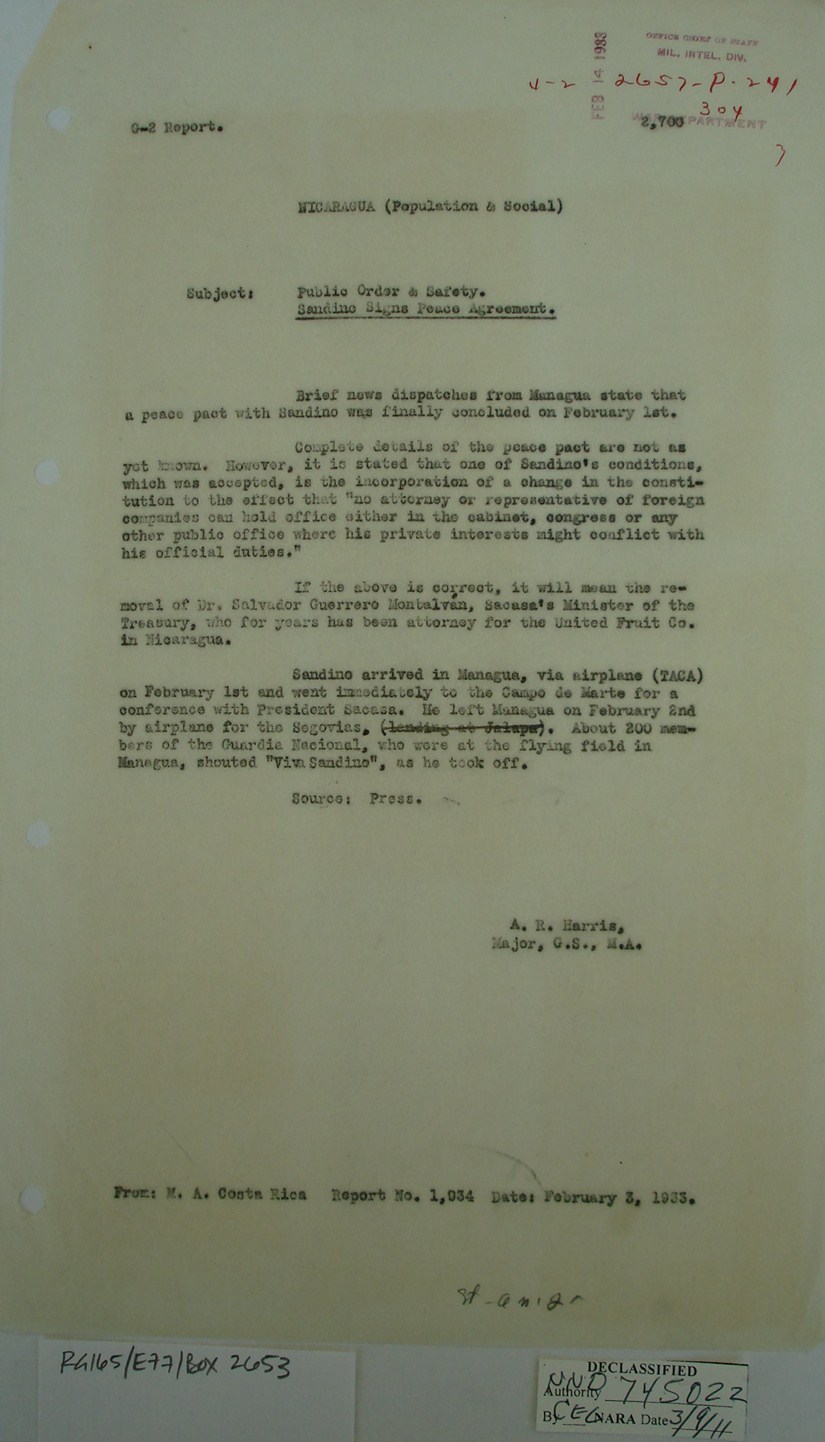 OFFICE CHIEF OF STAFF
MIL. INTEL. DIV.
FEB 14 1933
2657-P-241
304
2,700
WAR DEPARTMENT
G-2 Report.
NICARAGUA (Population & Social)
Subject: Public Order & Safety.
Sandino Signs Peace Agreement.
Brief news dispatches from Managua state that
a peace pact with Sandino was finally concluded on February 1st.
Complete details of the peace pact are not as
yet known. However, it is stated that one of Sandino's conditions,
which was accepted, is the incorporation of a change in the consti-
tution to the effect that "no attorney or representative of foreign
companies can hold office either in the cabinet, congress or any
other public office where his private interests might conflict with
his official duties."
If the above is correct, it will mean the re-
moval of Dr. Salvador Guerrero Montalván, Sacasa's Minister of the
Treasury, who for years has been attorney for the United Fruit Co.
in Nicaragua.
Sandino arrived in Managua, via airplane (TACA)
on February 1st and went immediately to the Campo de Marte for a
conference with President Sacasa. He left Managua on February 2nd
by airplane for the Segovias, (landing at Jalapa). About 200 mem-
bers of the Guardia Nacional, who were at the flying field in
Managua, shouted "Viva Sandino", as he took off.
Source: Press.
A. R. Harris,
Major, G.S., M.A.
From: M. A. Costa Rica Report No. 1,034 Date: February 3, 1933.
RG165/E77/Box 2653
DECLASSIFIED
Authority NND 745022
By CEG NARA Date 3/9/11